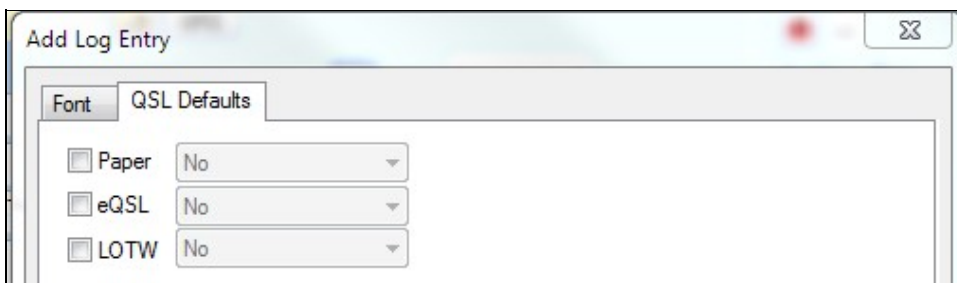 Add Log Entry
Font QSL Defaults
Paper No
eQSL No
LOTW No